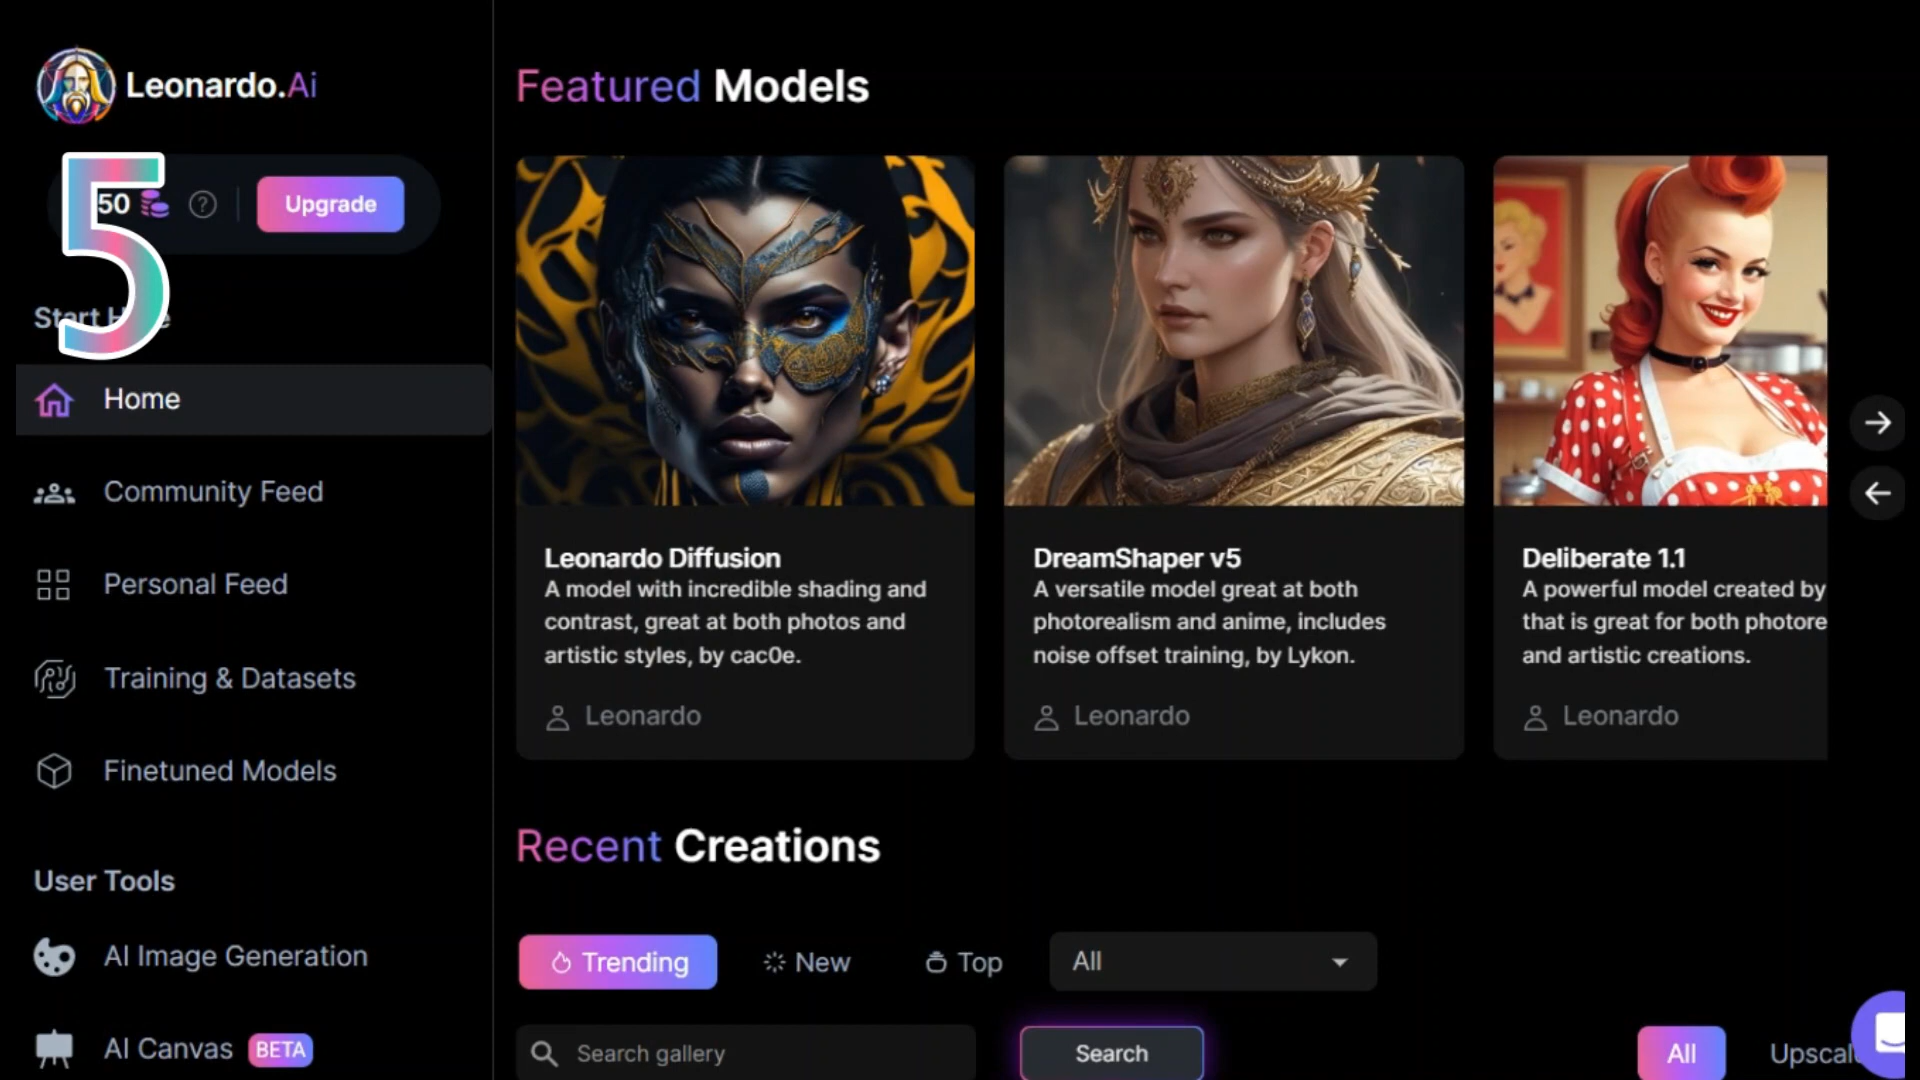 Leonardo.Ai
5
50
Upgrade
Home
Community Feed
Personal Feed
Training & Datasets
Finetuned Models
User Tools
AI Image Generation
AI Canvas BETA
Featured Models
Leonardo Diffusion
A model with incredible shading and
contrast, great at both photos and
artistic styles, by cac0e.
Leonardo
DreamShaper v5
A versatile model great at both
photorealism and anime, includes
noise offset training, by Lykon.
Leonardo
Deliberate 1.1
A powerful model created by
that is great for both photore
and artistic creations.
Leonardo
Recent Creations
Trending
New
Top
All
Search gallery
Search
All